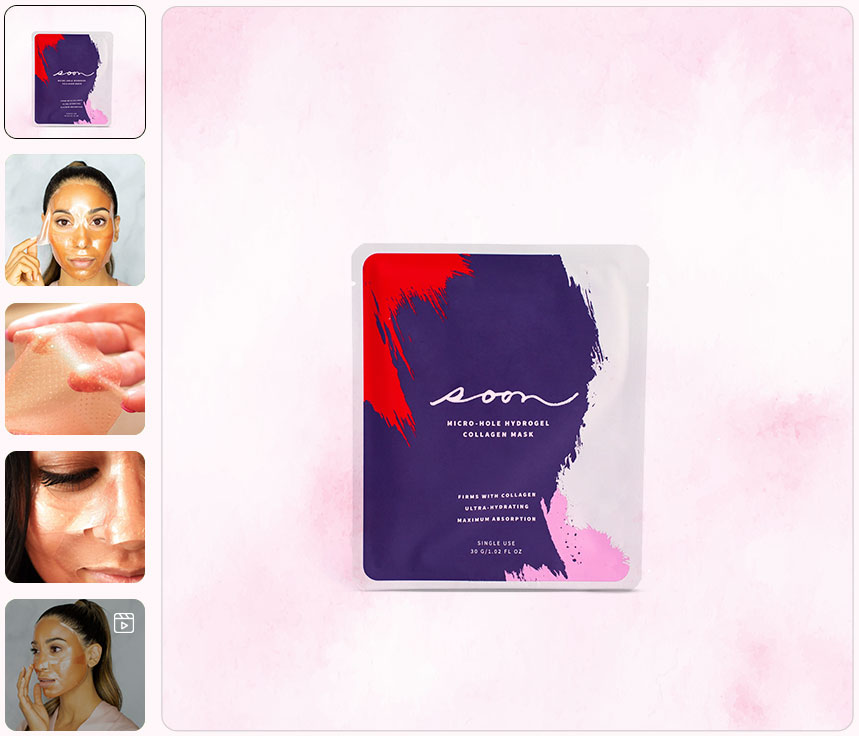 soon
MICRO-HOLE HYDROGEL
COLLAGEN MASK
FIRMS WITH COLLAGEN
ULTRA-HYDRATING
MAXIMUM ABSORPTION
SINGLE USE
30 G/1.02 FL OZ